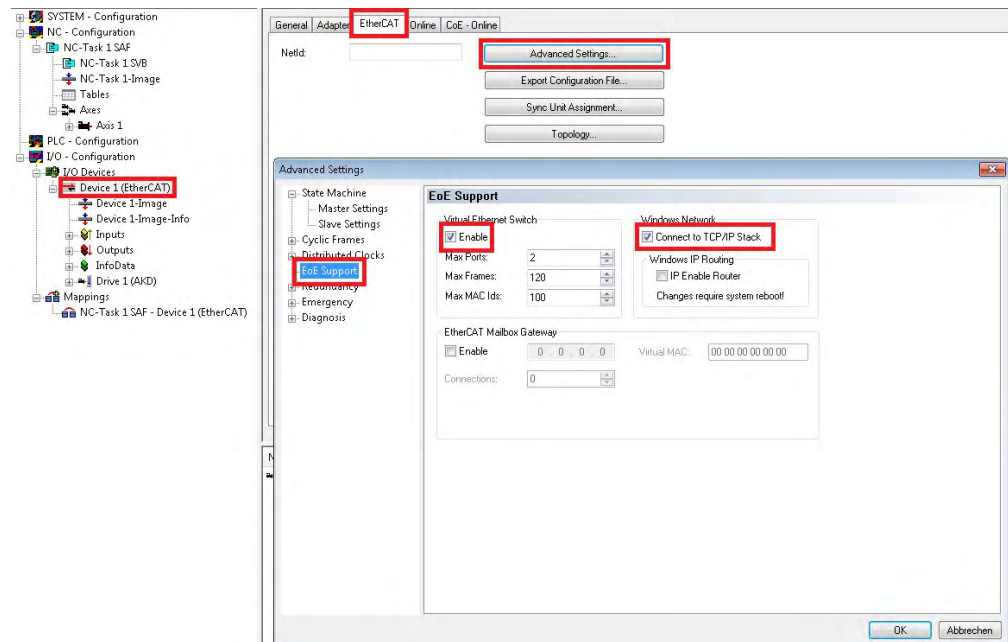 SYSTEM - Configuration
NC - Configuration
NC-Task 1 SAF
NC-Task 1 SVB
NC-Task 1-Image
Tables
Axes
Axis 1
PLC - Configuration
I/O - Configuration
I/O Devices
Device 1 (EtherCAT)
Device 1-Image
Device 1-Image-Info
Inputs
Outputs
InfoData
Drive 1 (AKD)
Mappings
NC-Task 1 SAF - Device 1 (EtherCAT)
General Adapter EtherCAT Online CoE - Online
NetId:
Advanced Settings...
Export Configuration File...
Sync Unit Assignment...
Topology...
Advanced Settings
State Machine
Master Settings
Slave Settings
Cyclic Frames
Distributed Clocks
EoE Support
Redundancy
Emergency
Diagnosis
EoE Support
Virtual Ethernet Switch
Enable
Max Ports: 2
Max Frames: 120
Max MAC Ids: 100
Windows Network
Connect to TCP/IP Stack
Windows IP Routing
IP Enable Router
Changes require system reboot!
EtherCAT Mailbox Gateway
Enable 0 . 0 . 0 . 0 Virtual MAC: 00 00 00 00 00 00
Connections: 0
N
OK Abbrechen